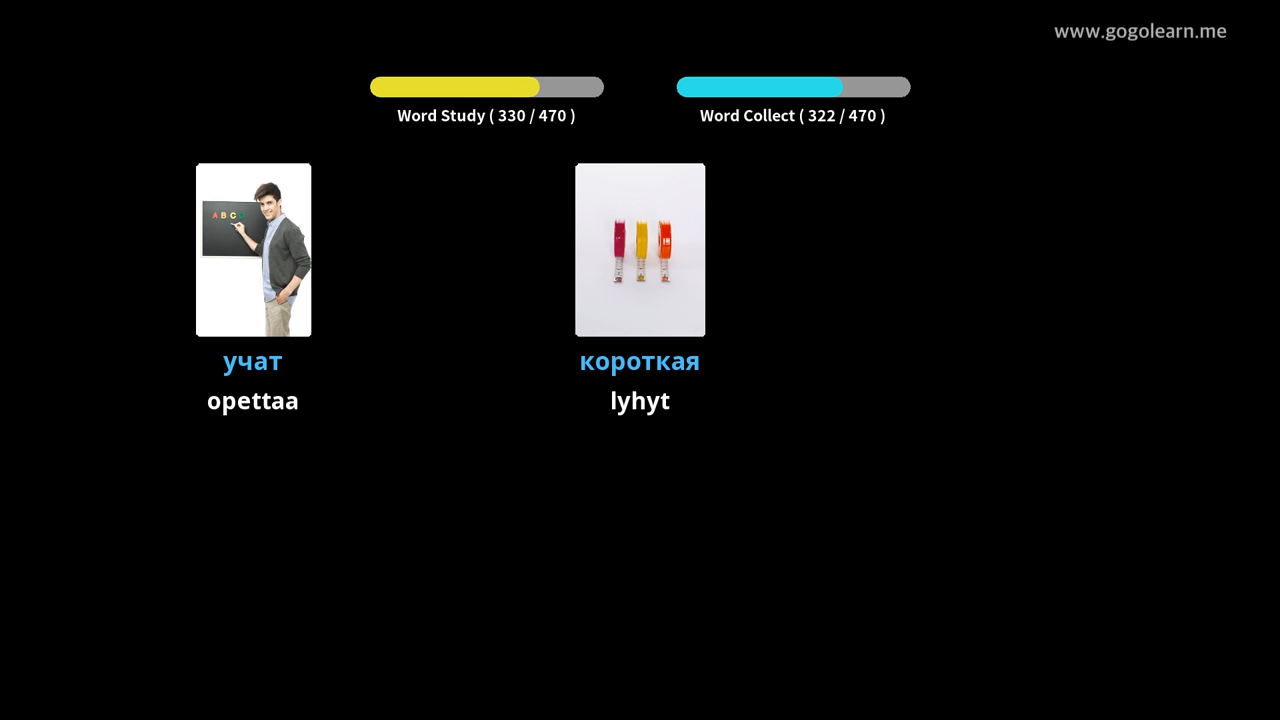 www.gogolearn.me
Word Study ( 330 / 470 )
Word Collect ( 322 / 470 )
A B C D
учат
короткая
opettaa
lyhyt